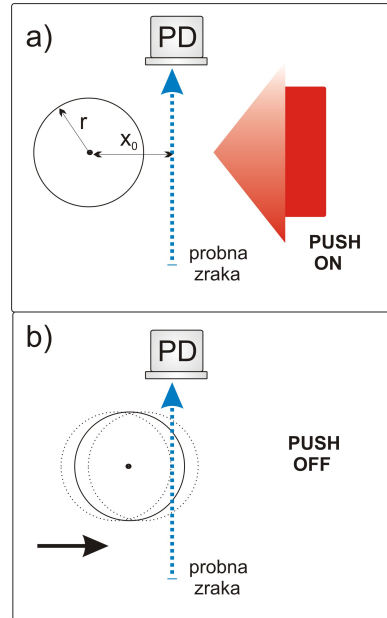 a)
PD
r
x₀
probna
zraka
PUSH
ON
b)
PD
PUSH
OFF
probna
zraka